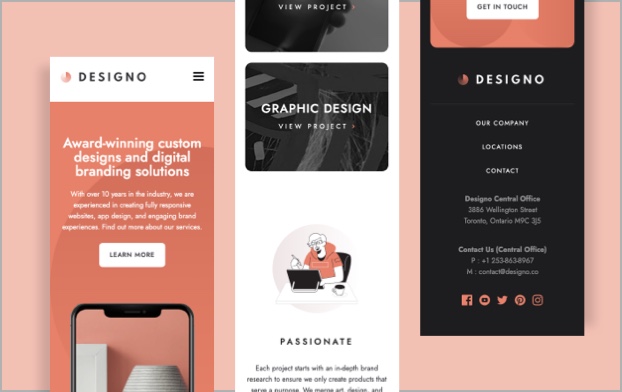 DESIGNO
Award-winning custom
designs and digital
branding solutions
With over 10 years in the industry, we are
experienced in creating fully responsive
websites, app design, and engaging brand
experiences. Find out more about our services.
LEARN MORE
VIEW PROJECT >
GRAPHIC DESIGN
VIEW PROJECT >
PASSIONATE
Each project starts with an in-depth brand
research to ensure we only create products that
serve a purpose. We merge art, design, and
GET IN TOUCH
DESIGNO
OUR COMPANY
LOCATIONS
CONTACT
Designo Central Office
3886 Wellington Street
Toronto, Ontario M9C 3J5
Contact Us (Central Office)
P : +1 253-863-8967
M : contact@designo.co